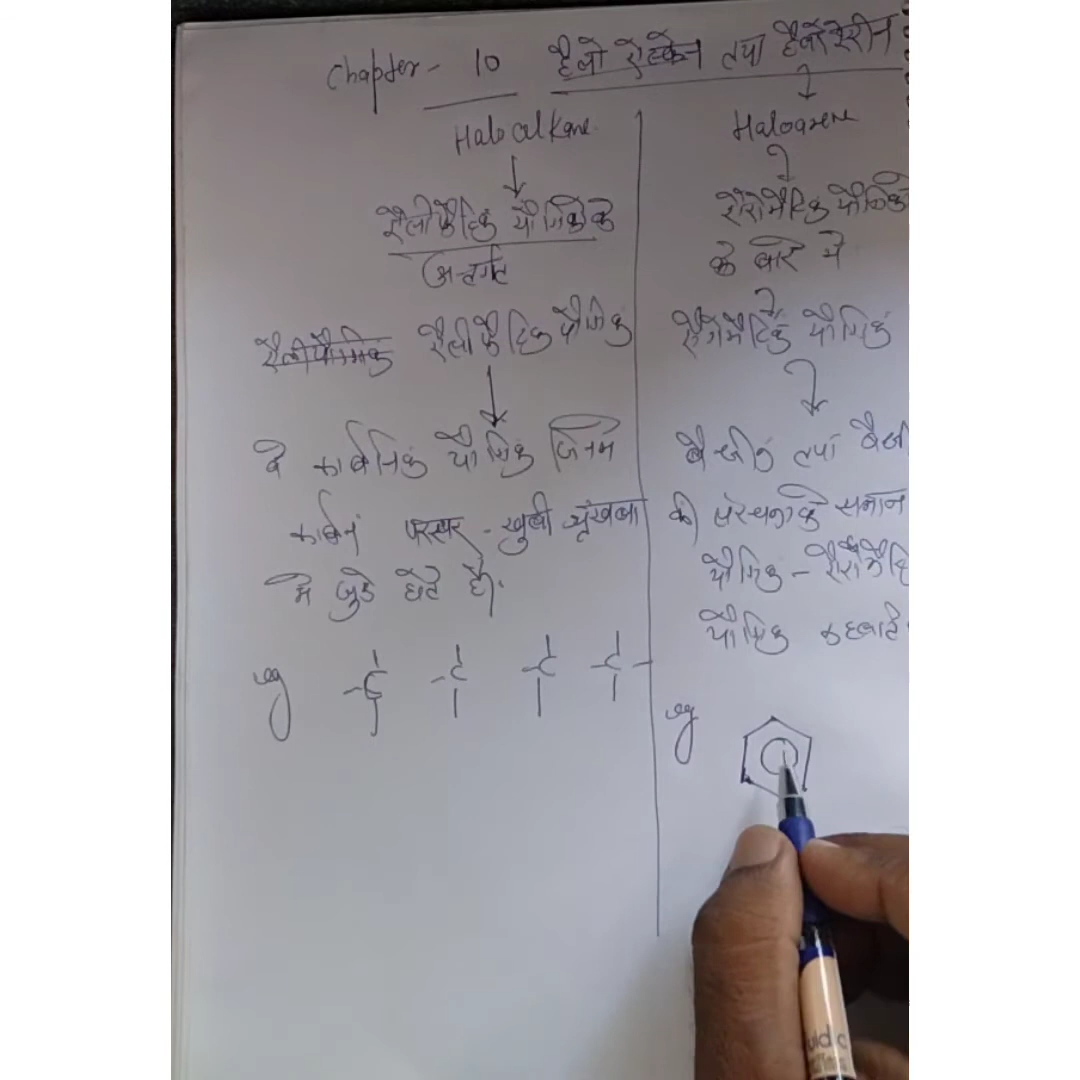 Chapter - 10 हैलो ऐल्केन तथा हैलोऐरीन
Haloalkane
ऐलीफैटिक यौगिकों के
अन्तर्गत
ऐलीफैटिक यौगिक
वे कार्बनिक यौगिक जिनमे
कार्बन परस्पर - खुली श्रृंखला
मे जुडे होते है।
eg -C- -C- -C- -C-
Haloarene
ऐरोमैटिक यौगिको
के बारे मे
ऐरोमैटिक यौगिक
बैन्जीन तथा
की संरचना के समान
यौगिक - ऐरोमैटि
यौगिक कहलाते
eg